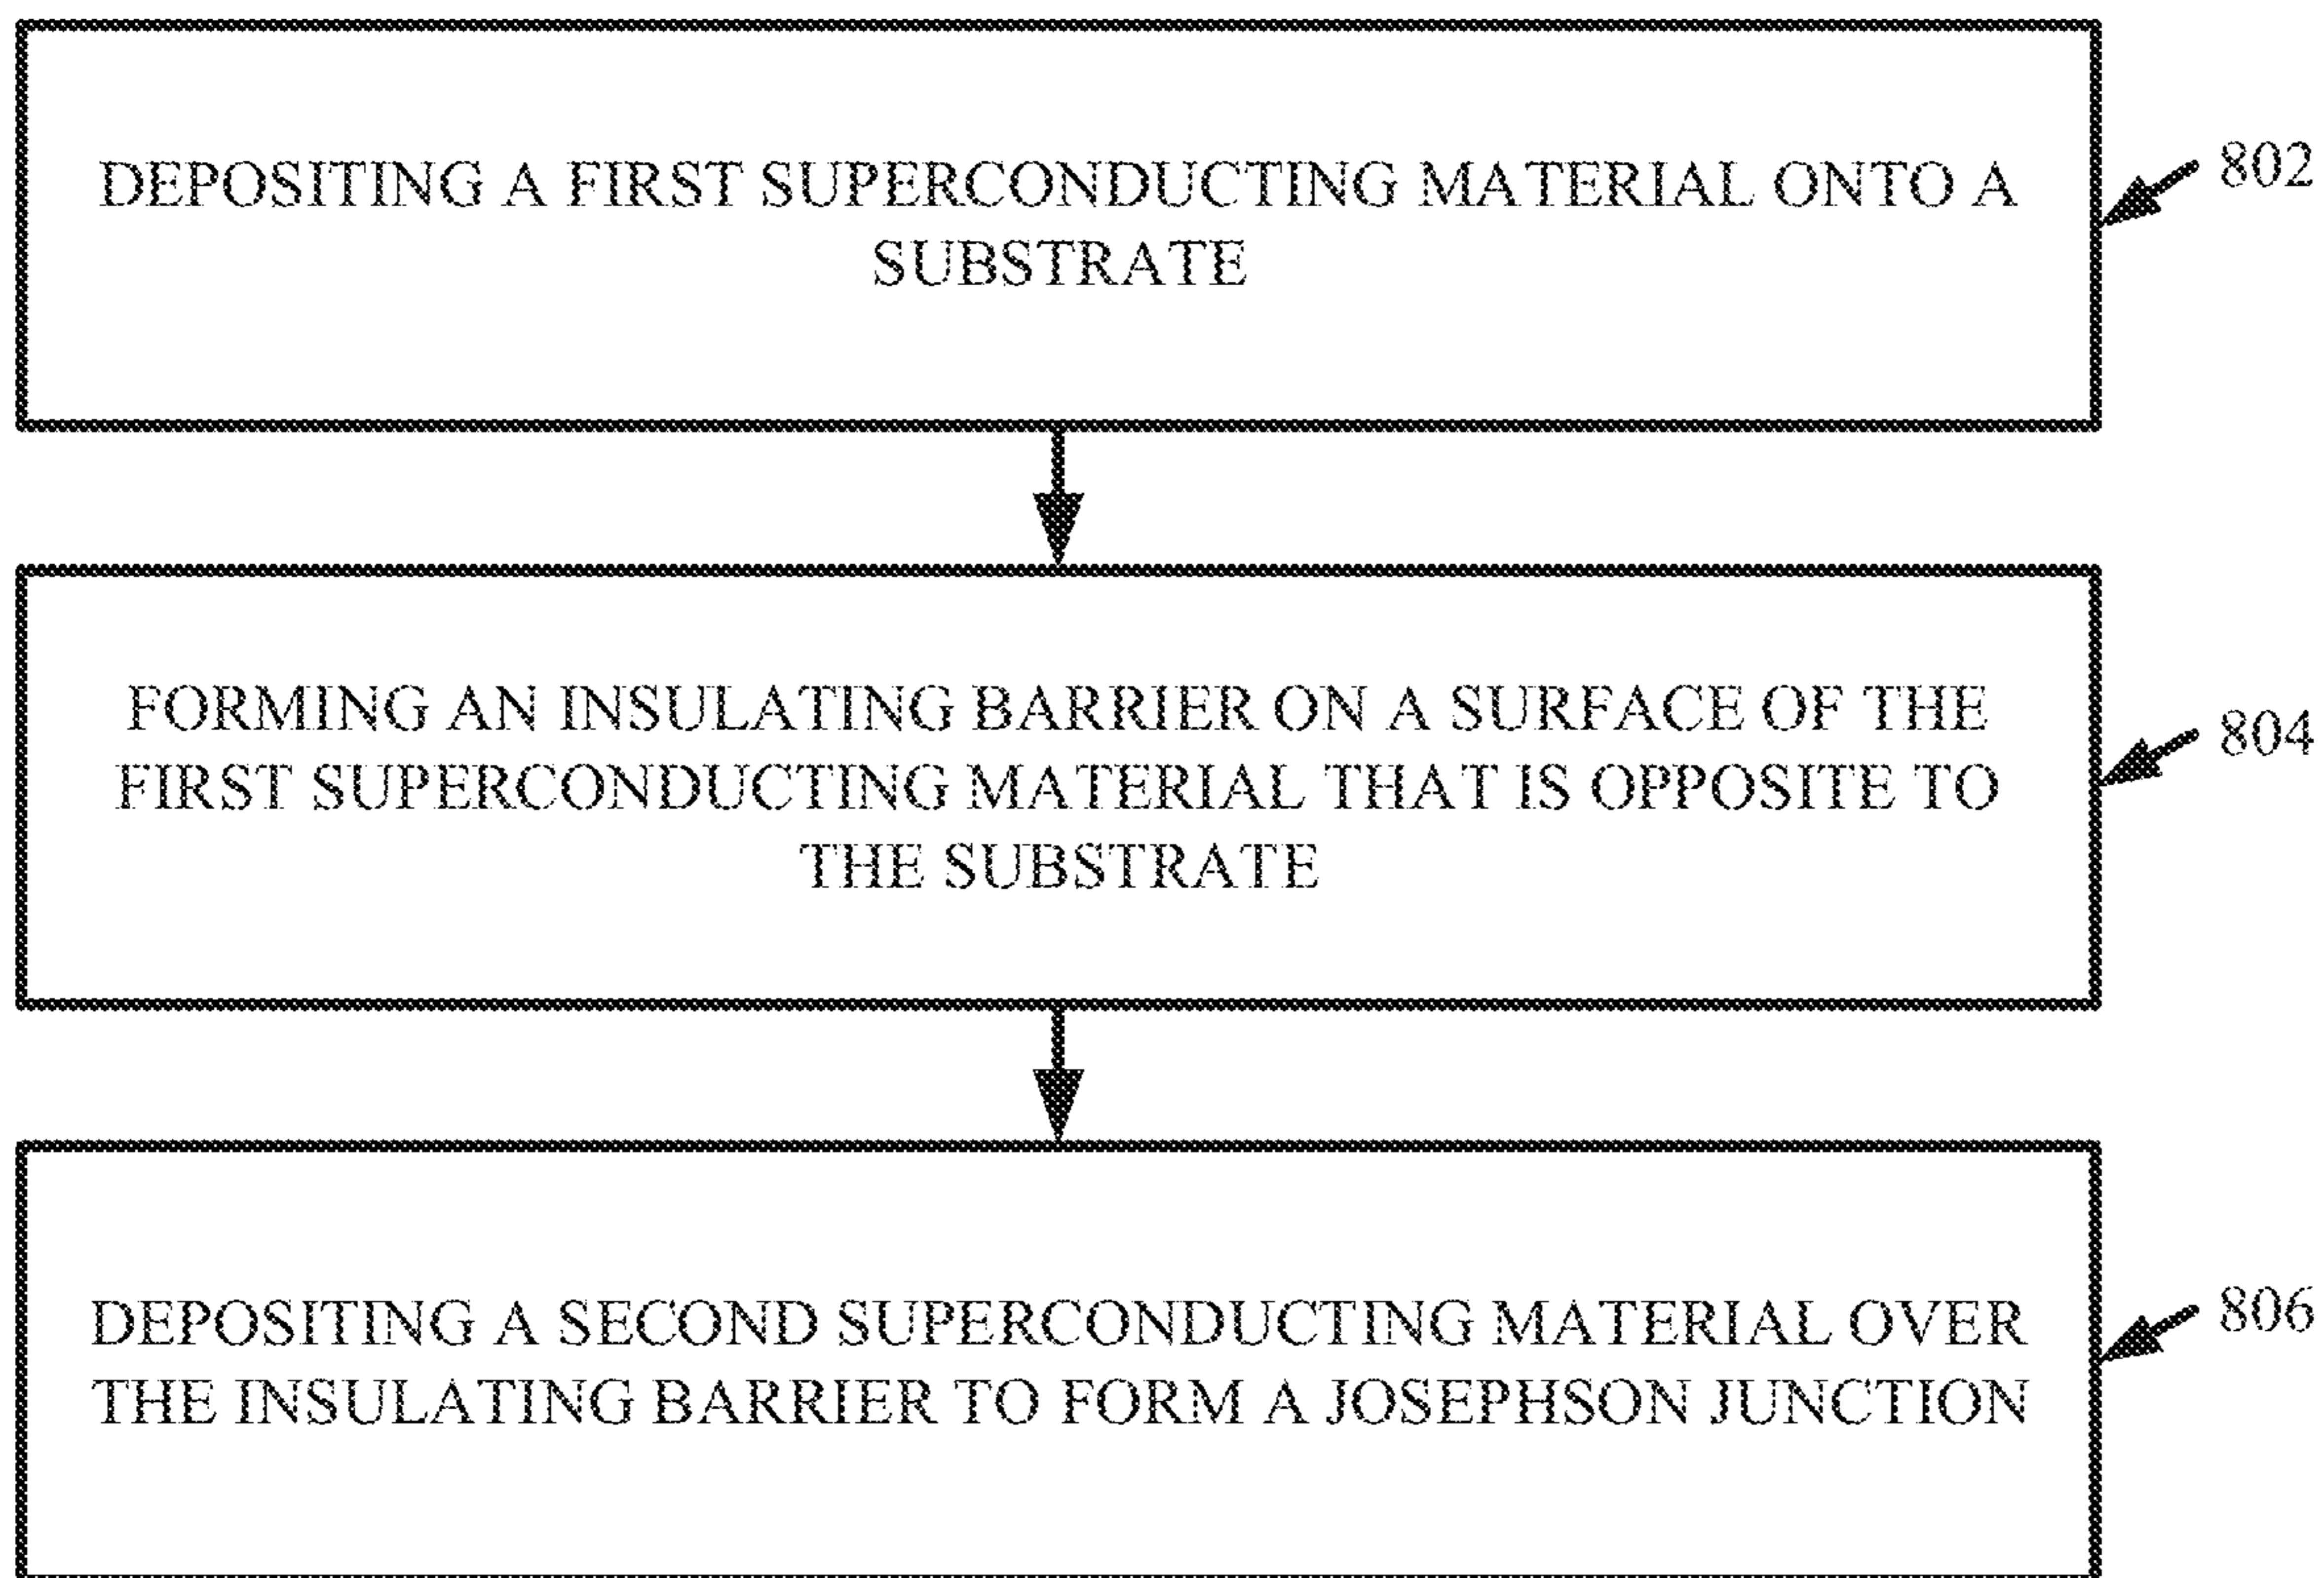 DEPOSITING A FIRST SUPERCONDUCTING MATERIAL ONTO A
SUBSTRATE
802
FORMING AN INSULATING BARRIER ON A SURFACE OF THE
FIRST SUPERCONDUCTING MATERIAL THAT IS OPPOSITE TO
THE SUBSTRATE
804
DEPOSITING A SECOND SUPERCONDUCTING MATERIAL OVER
THE INSULATING BARRIER TO FORM A JOSEPHSON JUNCTION
806